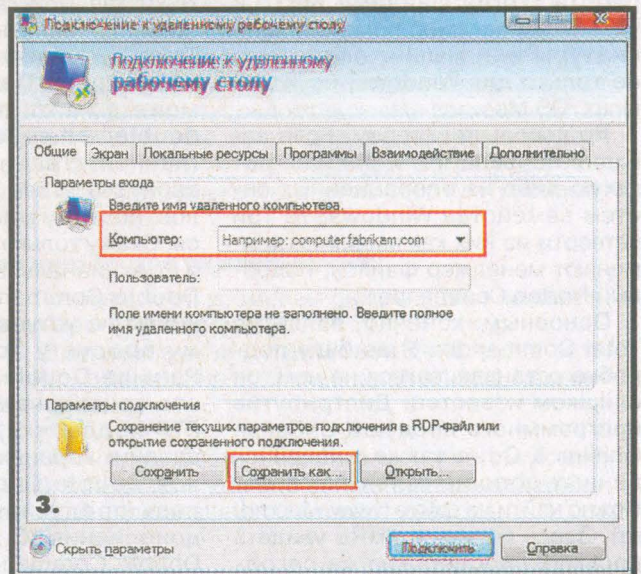 Подключение к удаленному рабочему столу
Подключение к удаленному
рабочему столу
Общие Экран Локальные ресурсы Программы Взаимодействие Дополнительно
Параметры входа
Введите имя удаленного компьютера.
Компьютер: Например: computer.fabrikam.com
Пользователь:
Поле имени компьютера не заполнено. Введите полное
имя удаленного компьютера.
Параметры подключения
Сохранение текущих параметров подключения в RDP-файл или
открытие сохраненного подключения.
Сохранить Сохранить как... Открыть...
3.
Скрыть параметры Подключить Справка